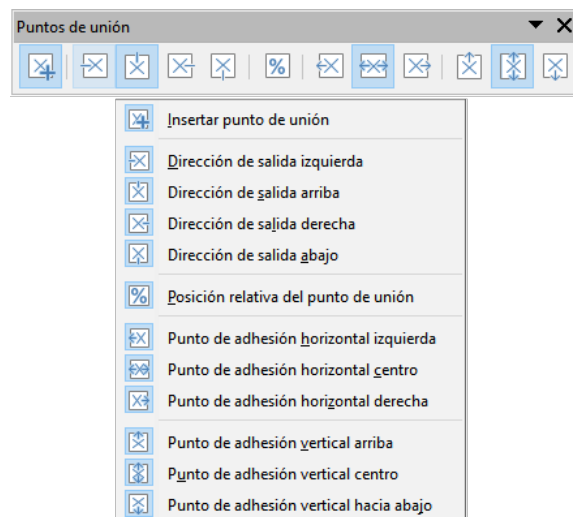 Puntos de unión
%
Insertar punto de unión
Dirección de salida izquierda
Dirección de salida arriba
Dirección de salida derecha
Dirección de salida abajo
% Posición relativa del punto de unión
Punto de adhesión horizontal izquierda
Punto de adhesión horizontal centro
Punto de adhesión horizontal derecha
Punto de adhesión vertical arriba
Punto de adhesión vertical centro
Punto de adhesión vertical hacia abajo